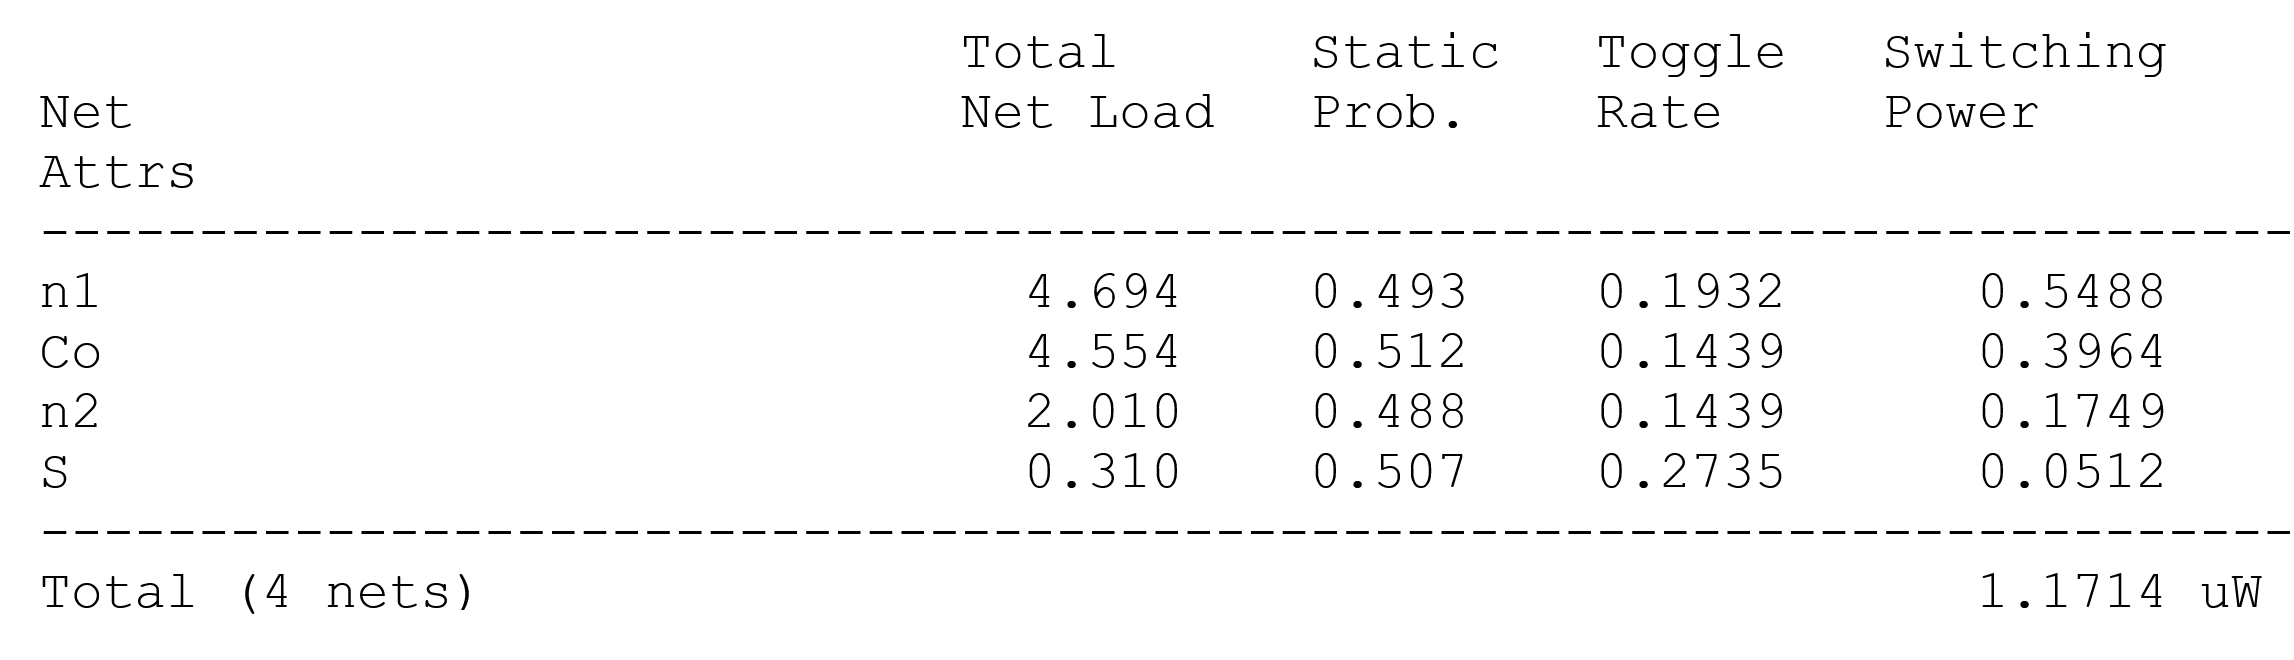 Total      Static   Toggle   Switching
Net                          Net Load   Prob.    Rate     Power
Attrs
----------------------------------------------------------------------
n1                             4.694    0.493    0.1932      0.5488
Co                             4.554    0.512    0.1439      0.3964
n2                             2.010    0.488    0.1439      0.1749
S                              0.310    0.507    0.2735      0.0512
----------------------------------------------------------------------
Total (4 nets)                                               1.1714 uW